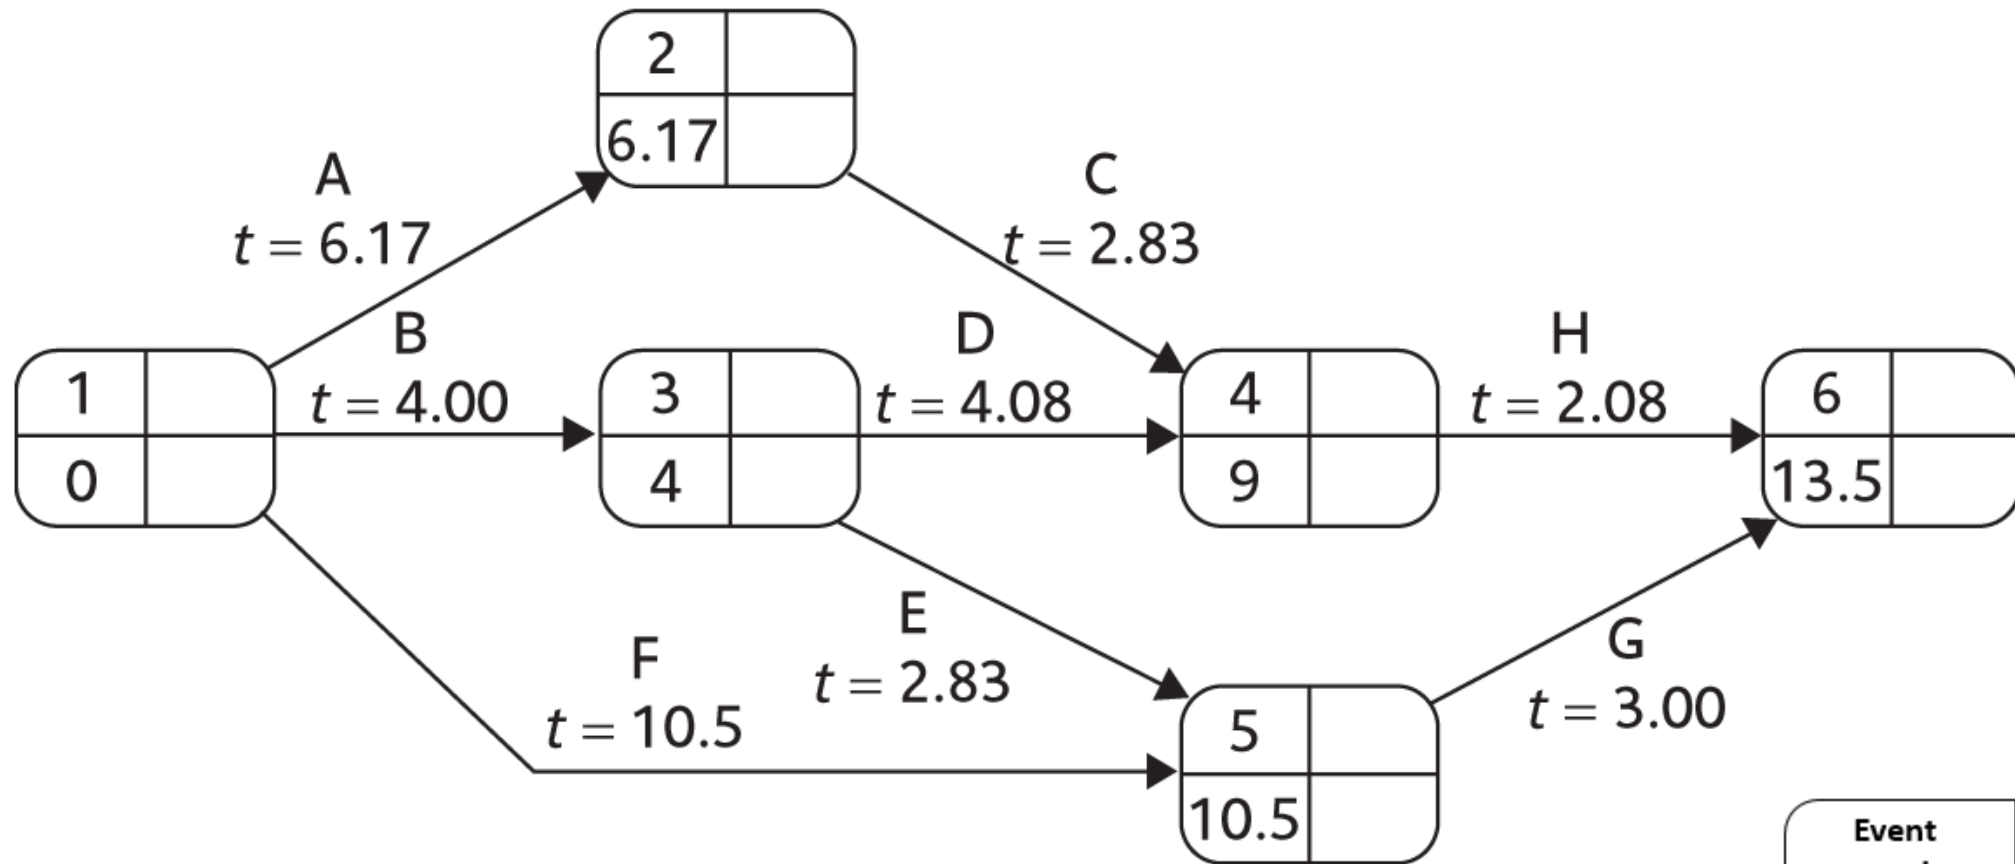 2
6.17
A
t = 6.17
C
t = 2.83
B
t = 4.00
D
t = 4.08
H
t = 2.08
1
0
3
4
4
9
6
13.5
E
t = 2.83
F
t = 10.5
G
t = 3.00
5
10.5
Event